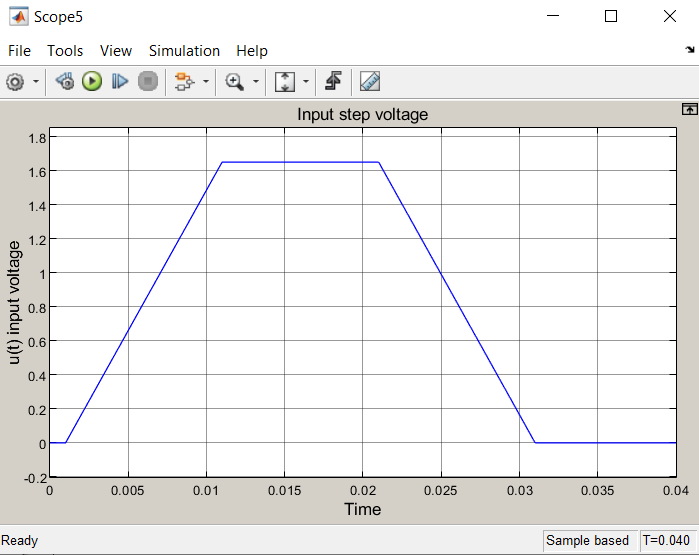 Scope5
File Tools View Simulation Help
Input step voltage
u(t) input voltage
1.8
1.6
1.4
1.2
1
0.8
0.6
0.4
0.2
0
-0.2
0 0.005 0.01 0.015 0.02 0.025 0.03 0.035 0.04
Time
Ready Sample based T=0.040